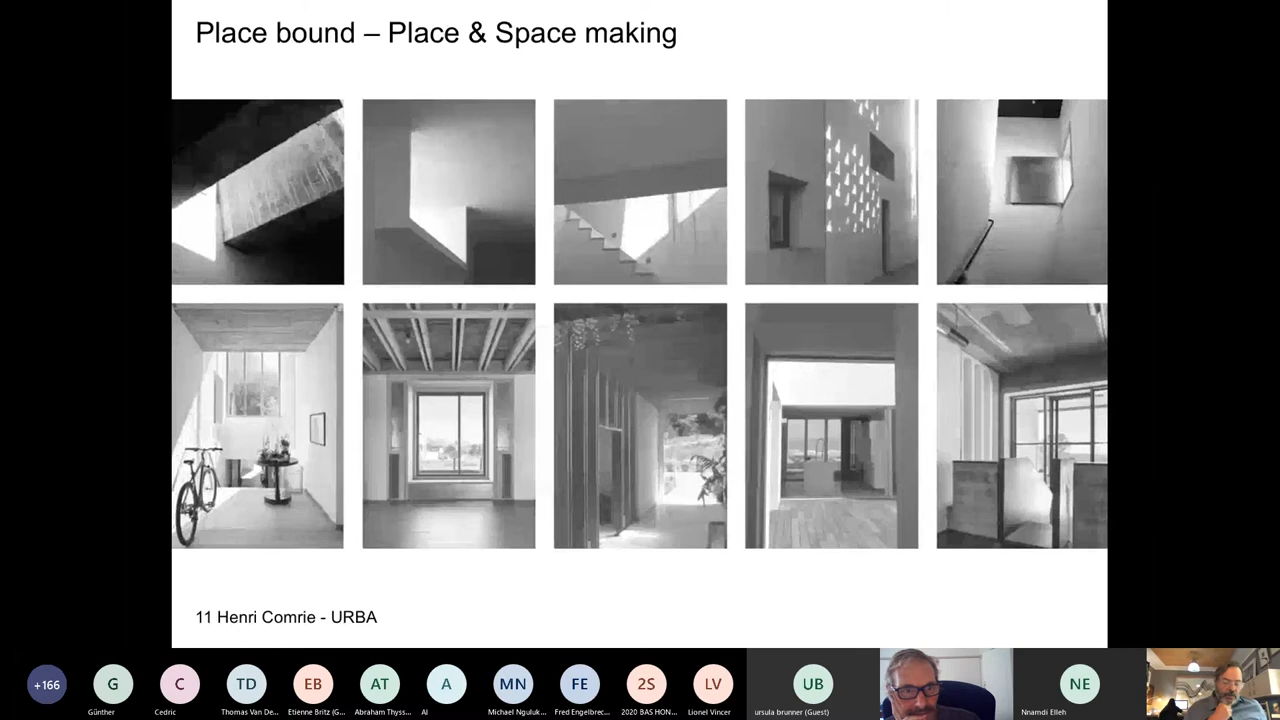 Place bound – Place & Space making
11 Henri Comrie - URBA
+166
G
C
TD
EB
AT
A
MN
FE
2S
LV
UB
NE
Günther
Cedric
Thomas Van De...
Etienne Britz (G...
Abraham Thyss...
Al
Michael Nguluk...
Fred Engelbrec...
2020 BAS HON...
Lionel Vincer
ursula brunner (Guest)
Nnamdi Elleh